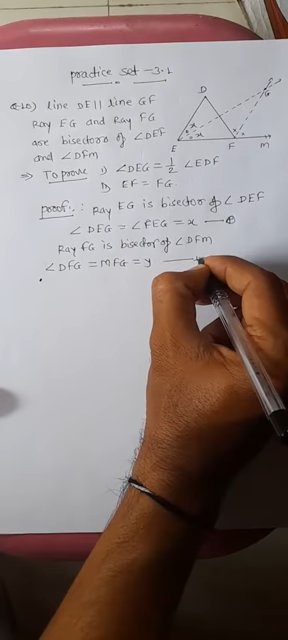 practice set -3.1
Q.10) line DE || line GF
Ray EG and Ray FG
are bisectors of ∠DEF
and ∠DFm
⇒ To prove i) ∠DEG = 1/2 ∠EDF
ii) EF = FG.
proof : Ray EG is bisector of ∠DEF
∠DEG = ∠FEG = x —①
Ray FG is bisector of ∠DFM
∠DFG = MFG = y —
D
G
x
x
E
F
M